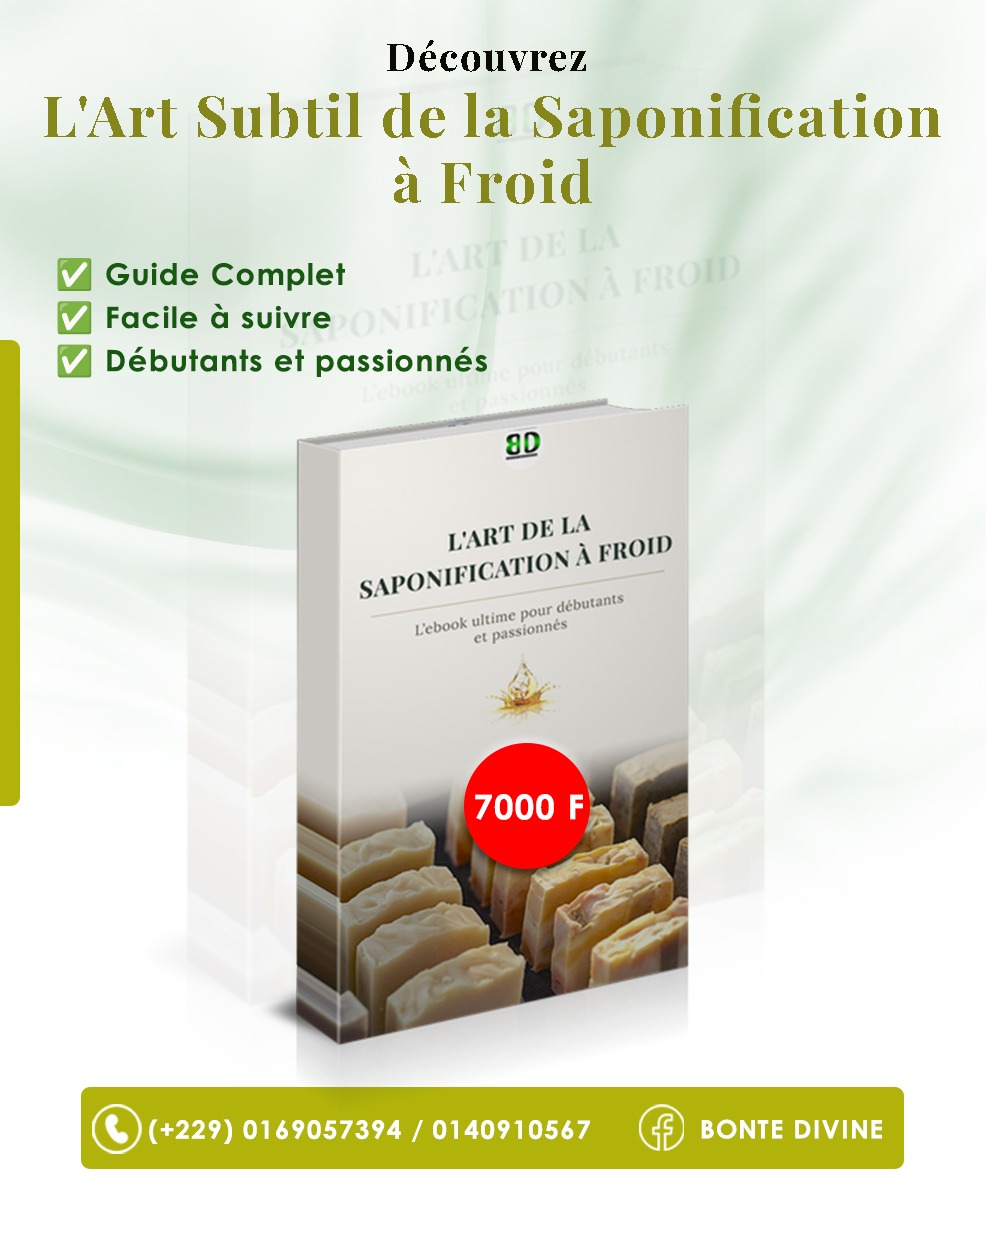 Découvrez
L'Art Subtil de la Saponification
à Froid
✅ Guide Complet
✅ Facile à suivre
✅ Débutants et passionnés
BD
L'ART DE LA
SAPONIFICATION À FROID
L'ebook ultime pour débutants
et passionnés
7000 F
(+229) 0169057394 / 0140910567
BONTE DIVINE